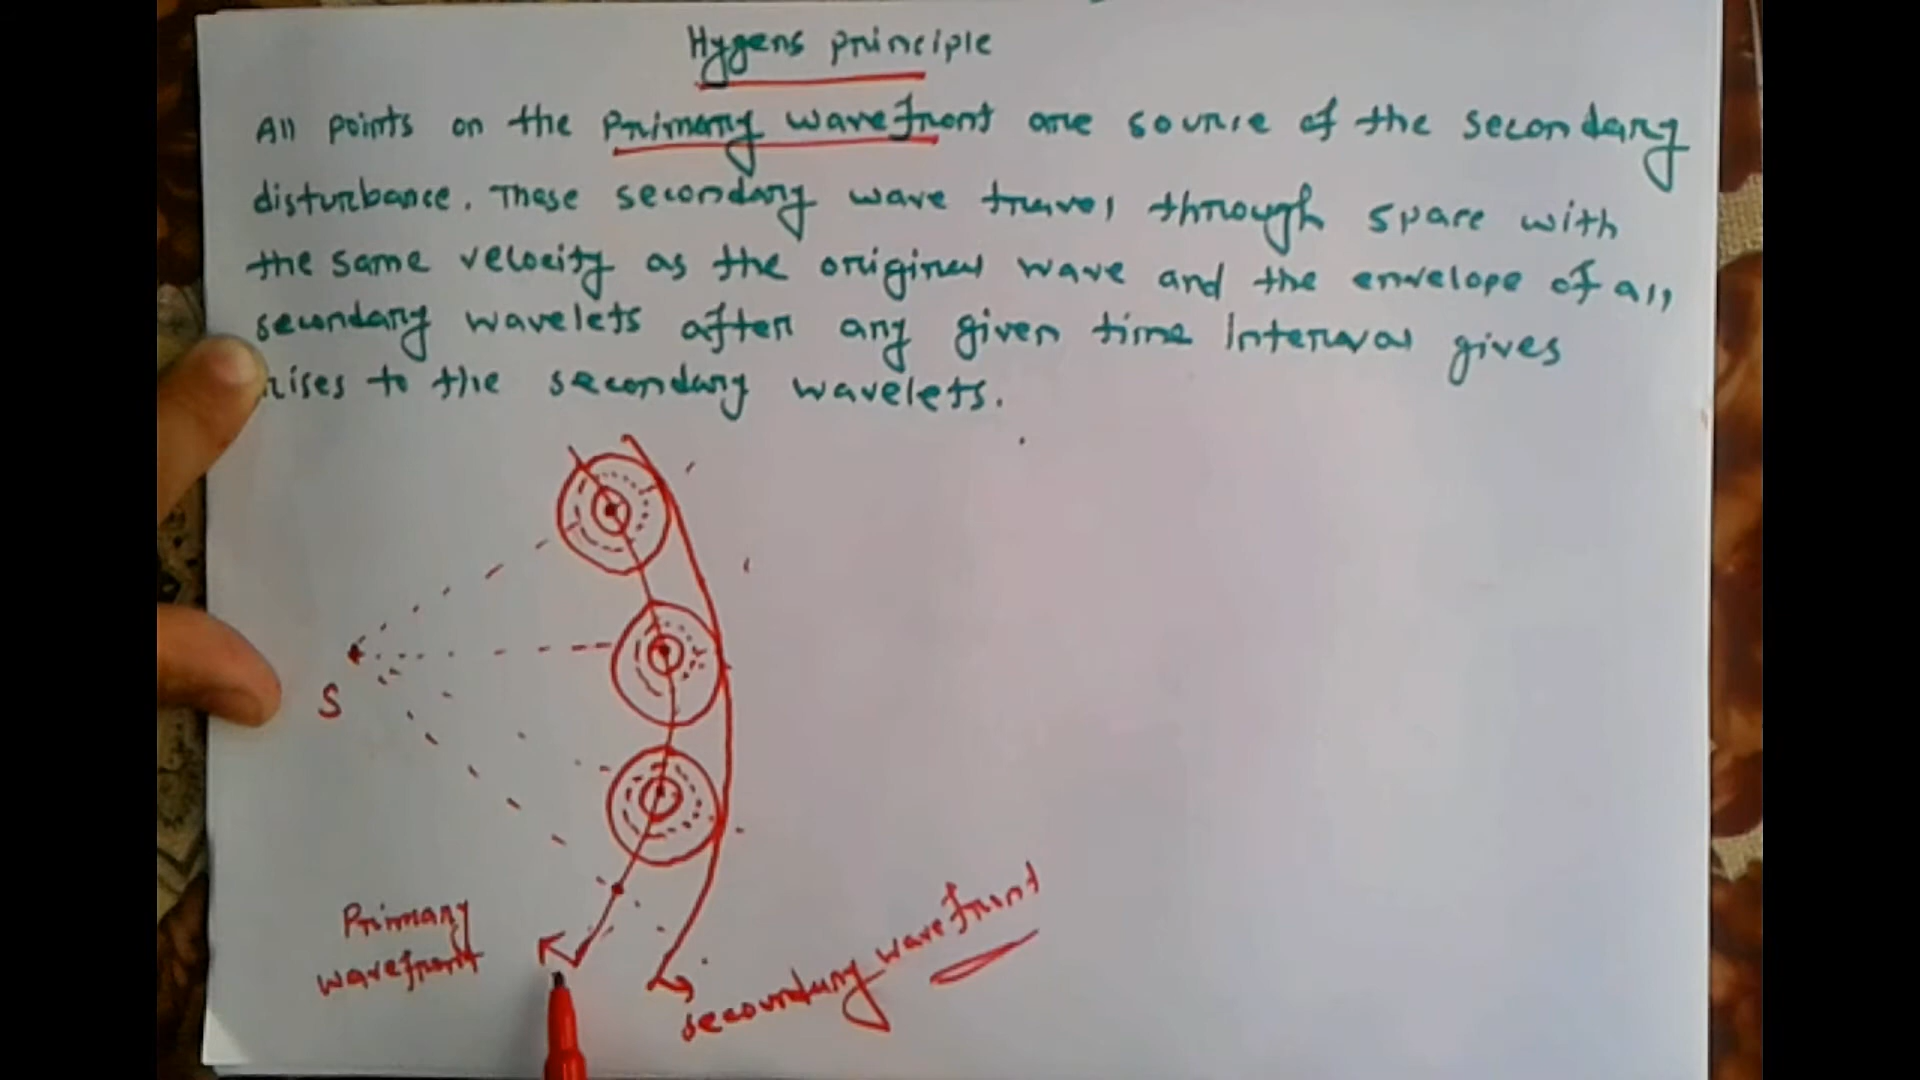 Hygens principle
All points on the Primary wavefront are source of the secondary
disturbance. These secondary wave travel through space with
the same velocity as the original wave and the envelope of all
secondary wavelets after any given time interval gives
rises to the secondary wavelets.
S
Primary
wavefront
secoundary wavefront